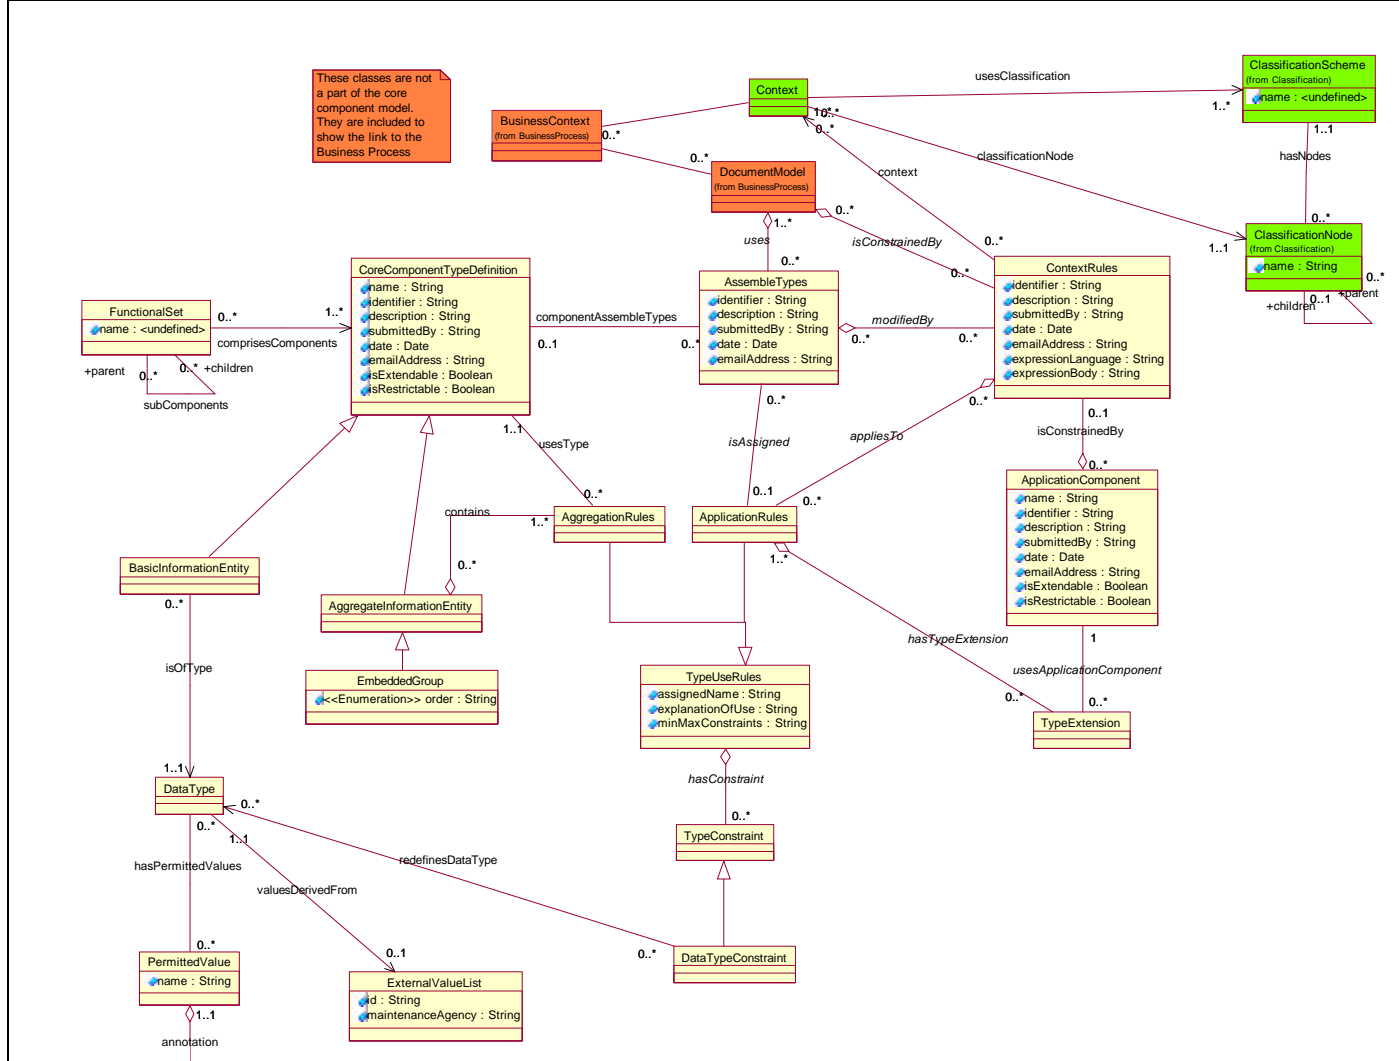 These classes are not
a part of the core
component model.
They are included to
show the link to the
Business Process
BusinessContext
(from BusinessProcess)
0..*
0..*
Context
0..*
usesClassification
1..*
ClassificationScheme
(from Classification)
name : <undefined>
1..1
hasNodes
0..*
classificationNode
1..1
ClassificationNode
(from Classification)
name : String
0..*
+parent
0..1
+children
context
0..*
DocumentModel
(from BusinessProcess)
1..*
0..*
uses
isConstrainedBy
0..*
0..*
CoreComponentTypeDefinition
name : String
identifier : String
description : String
submittedBy : String
date : Date
emailAddress : String
isExtendable : Boolean
isRestrictable : Boolean
FunctionalSet
name : <undefined>
0..*
1..*
comprisesComponents
+parent
0..*
0..*
+children
subComponents
componentAssembleTypes
0..1
0..*
AssembleTypes
identifier : String
description : String
submittedBy : String
date : Date
emailAddress : String
modifiedBy
0..*
0..*
ContextRules
identifier : String
description : String
submittedBy : String
date : Date
emailAddress : String
expressionLanguage : String
expressionBody : String
0..*
0..*
0..1
isConstrainedBy
0..*
1..1
usesType
0..*
isAssigned
0..1
appliesTo
0..*
ApplicationComponent
name : String
identifier : String
description : String
submittedBy : String
date : Date
emailAddress : String
isExtendable : Boolean
isRestrictable : Boolean
contains
1..*
0..*
AggregationRules
ApplicationRules
1..*
BasicInformationEntity
0..*
AggregateInformationEntity
hasTypeExtension
1
usesApplicationComponent
0..*
0..*
TypeExtension
isOfType
EmbeddedGroup
<<Enumeration>> order : String
TypeUseRules
assignedName : String
explanationOfUse : String
minMaxConstraints : String
1..1
DataType
0..*
0..*
1..1
hasConstraint
0..*
TypeConstraint
hasPermittedValues
redefinesDataType
valuesDerivedFrom
0..*
0..1
0..*
DataTypeConstraint
PermittedValue
name : String
1..1
annotation
ExternalValueList
id : String
maintenanceAgency : String